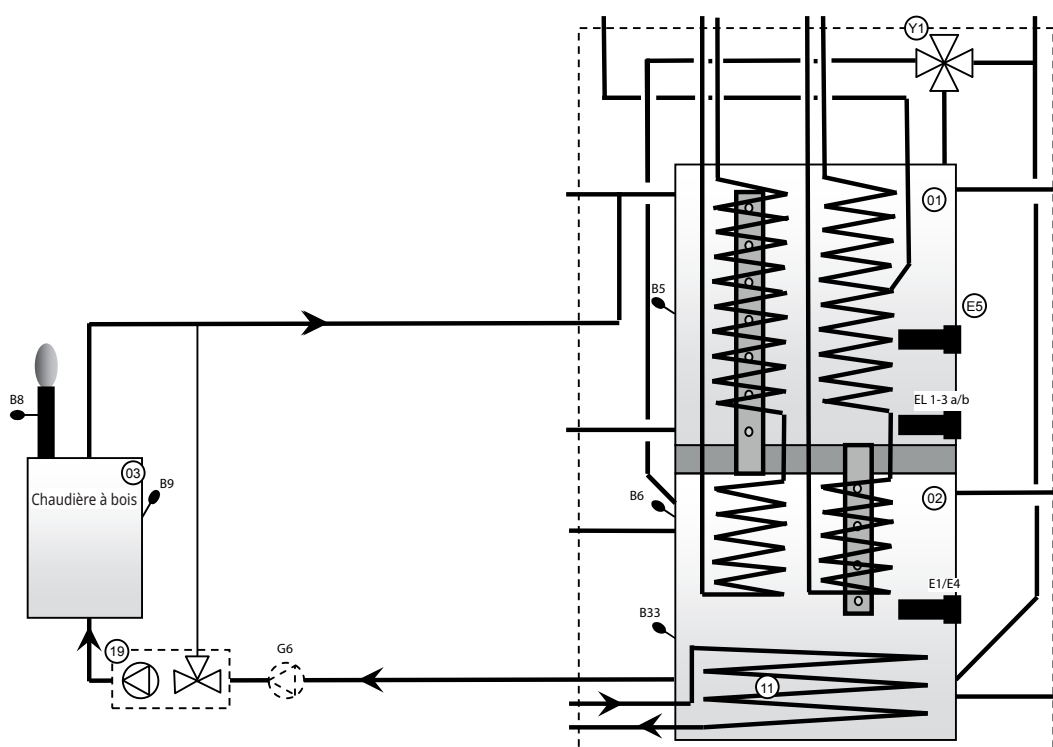 Y1
01
B5
E5
B8
EL 1-3 a/b
03
Chaudière à bois
B9
B6
02
E1/E4
B33
19
G6
11